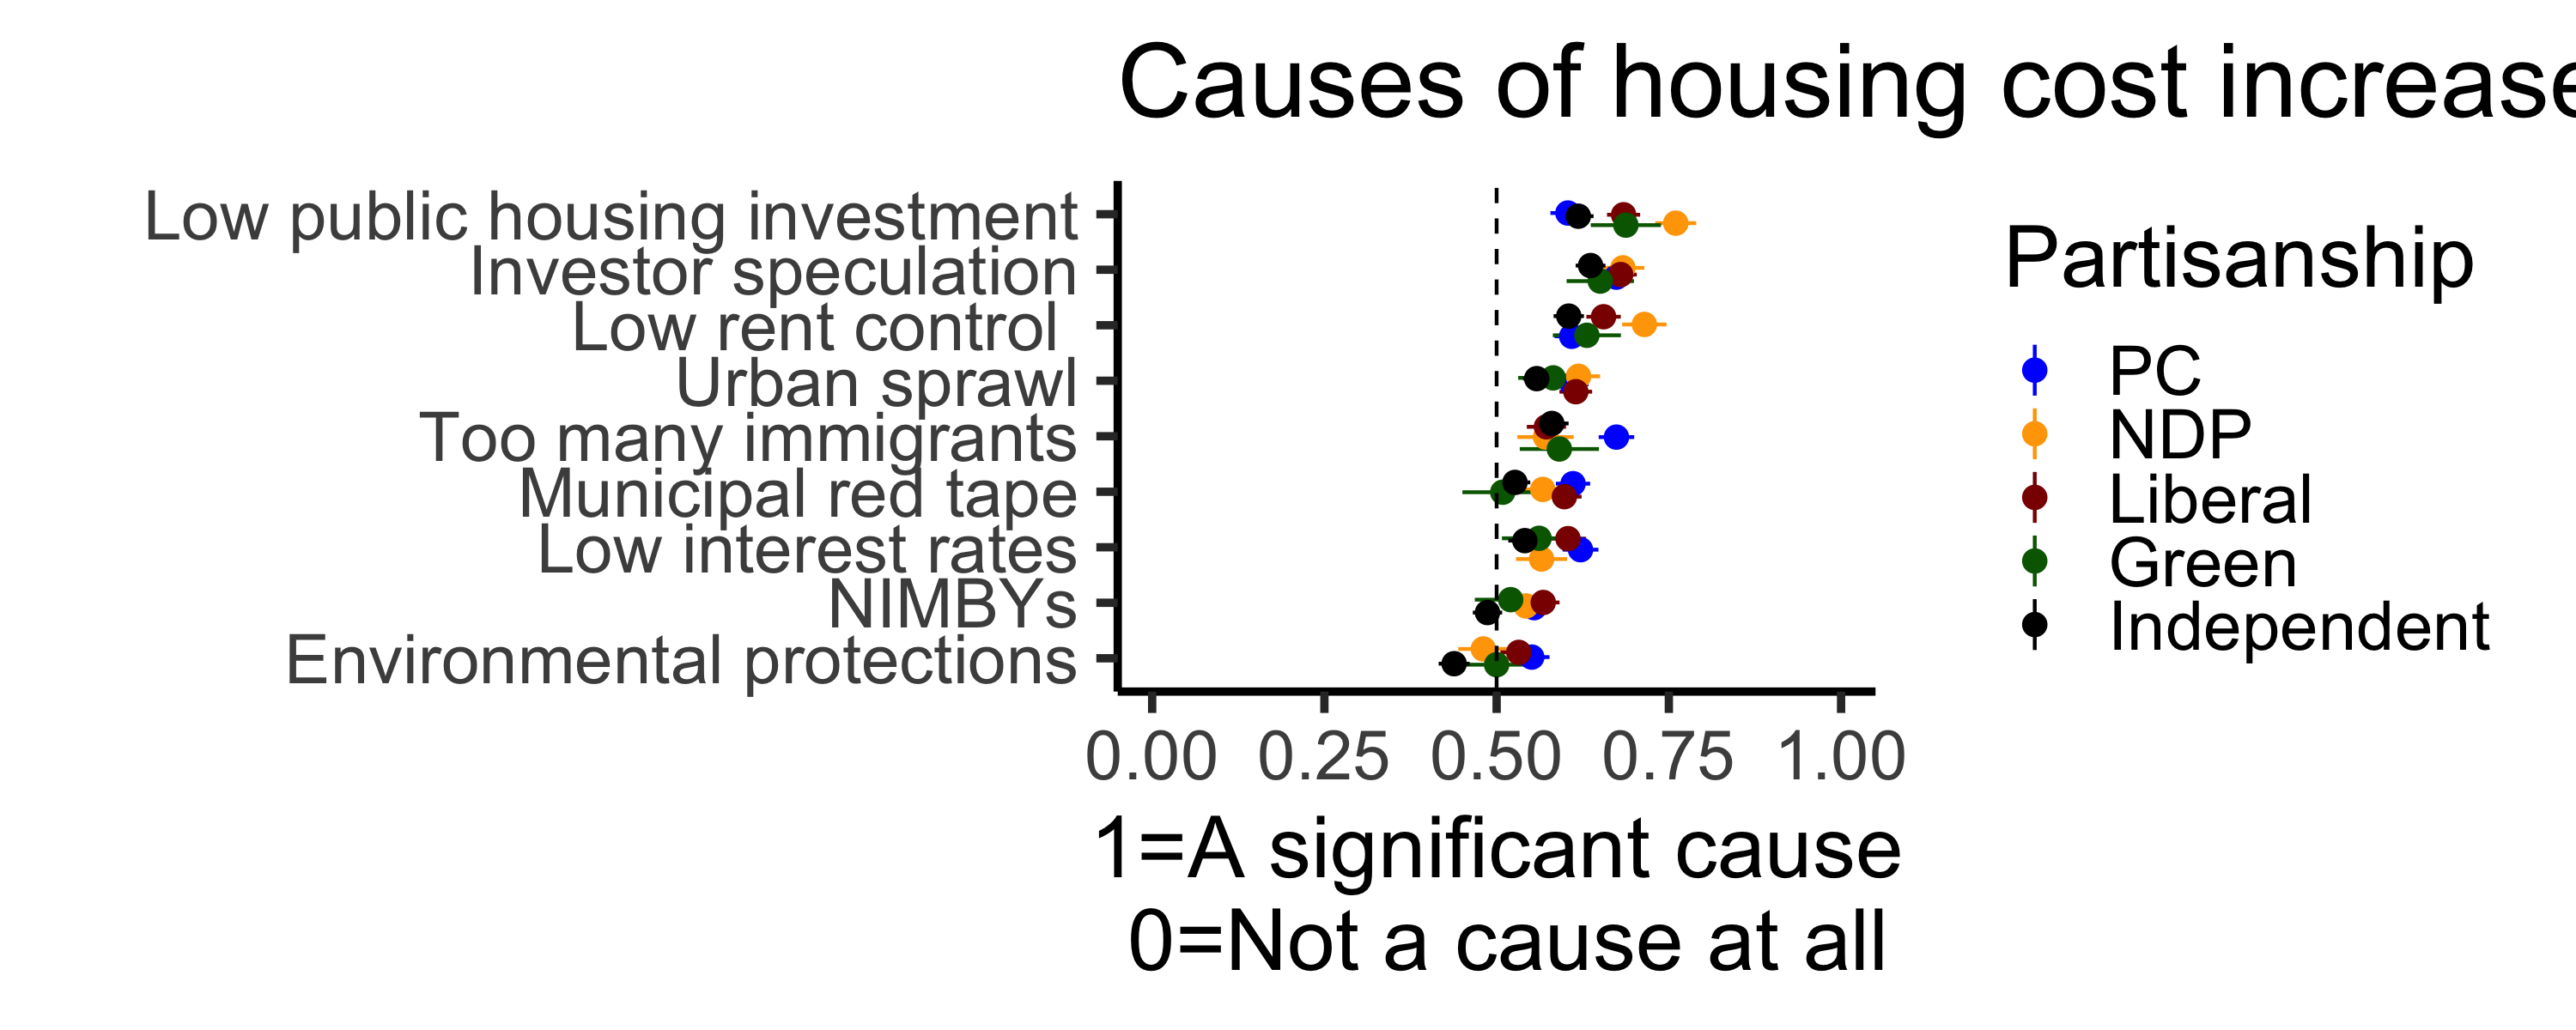 Causes of housing cost increase
Low public housing investment
Investor speculation
Low rent control
Urban sprawl
Too many immigrants
Municipal red tape
Low interest rates
NIMBYs
Environmental protections
0.00 0.25 0.50 0.75 1.00
1=A significant cause
0=Not a cause at all
Partisanship
PC
NDP
Liberal
Green
Independent